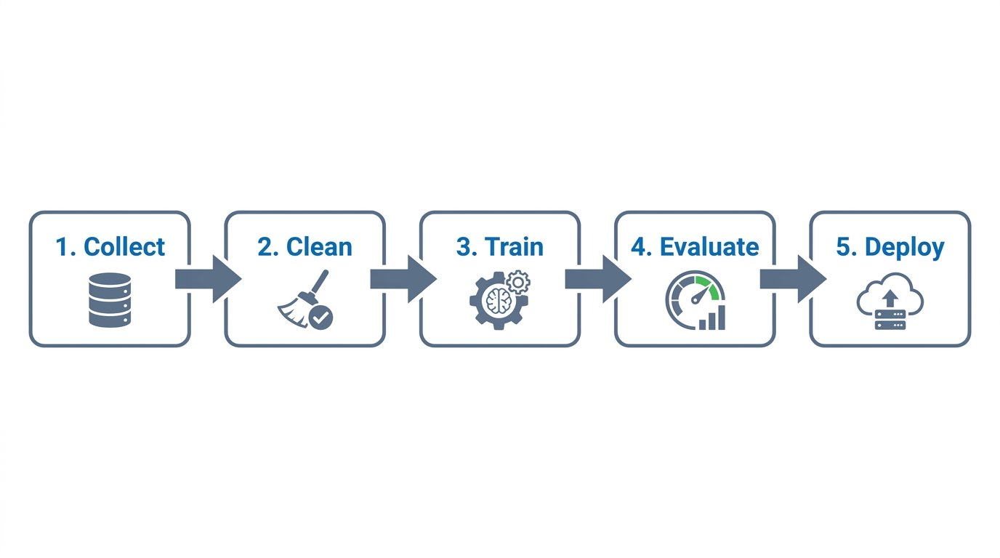 1. Collect
2. Clean
3. Train
4. Evaluate
5. Deploy